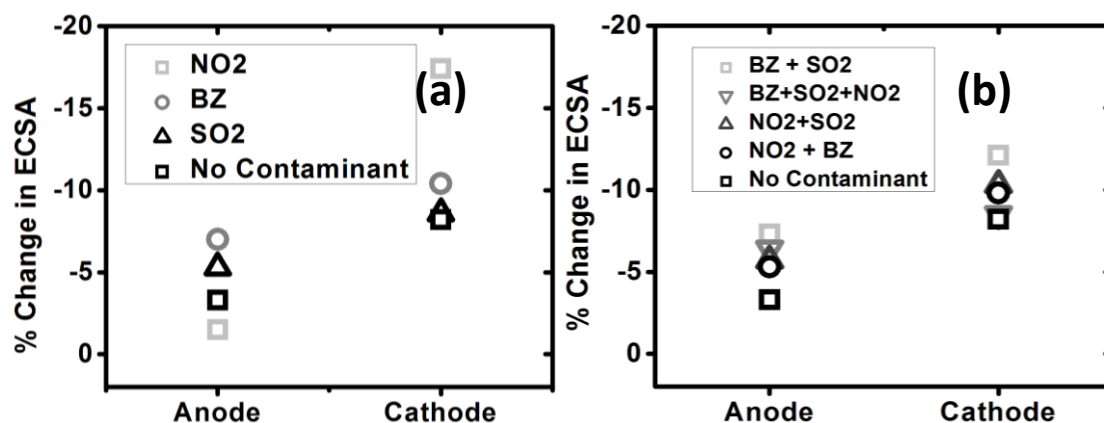 % Change in ECSA
-20
-15
-10
-5
0
NO2
BZ
SO2
No Contaminant
(a)
Anode
Cathode
% Change in ECSA
-20
-15
-10
-5
0
BZ + SO2
BZ+SO2+NO2
NO2+SO2
NO2 + BZ
No Contaminant
(b)
Anode
Cathode